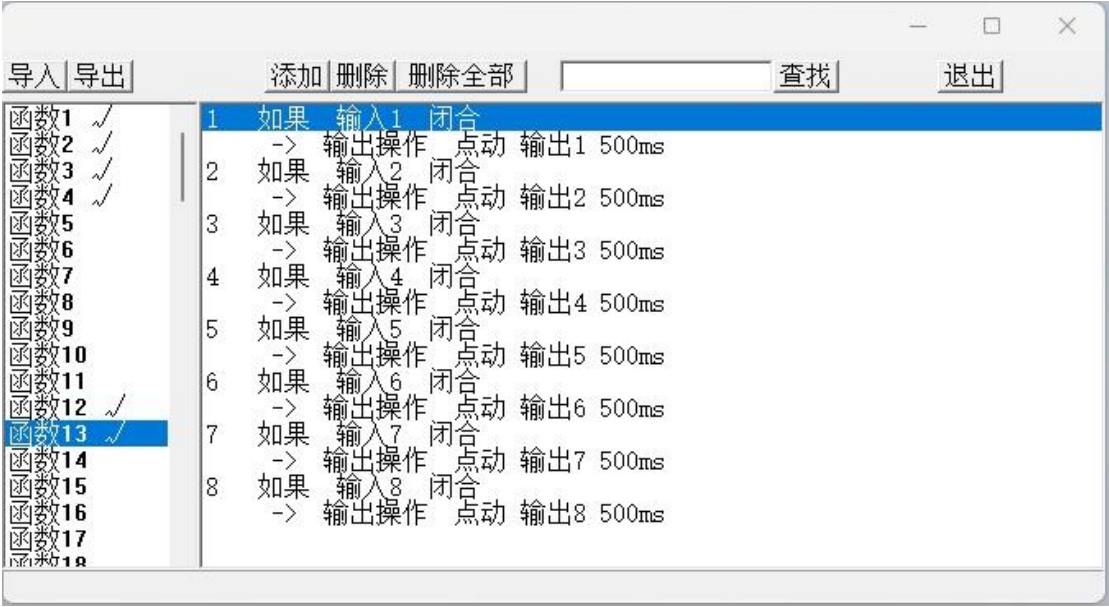 导入 导出 添加 删除 删除全部 查找 退出
函数1 √
函数2 √
函数3 √
函数4 √
函数5
函数6
函数7
函数8
函数9
函数10
函数11
函数12 √
函数13 √
函数14
函数15
函数16
函数17
函数18
1 如果 输入1 闭合
-> 输出操作 点动 输出1 500ms
2 如果 输入2 闭合
-> 输出操作 点动 输出2 500ms
3 如果 输入3 闭合
-> 输出操作 点动 输出3 500ms
4 如果 输入4 闭合
-> 输出操作 点动 输出4 500ms
5 如果 输入5 闭合
-> 输出操作 点动 输出5 500ms
6 如果 输入6 闭合
-> 输出操作 点动 输出6 500ms
7 如果 输入7 闭合
-> 输出操作 点动 输出7 500ms
8 如果 输入8 闭合
-> 输出操作 点动 输出8 500ms